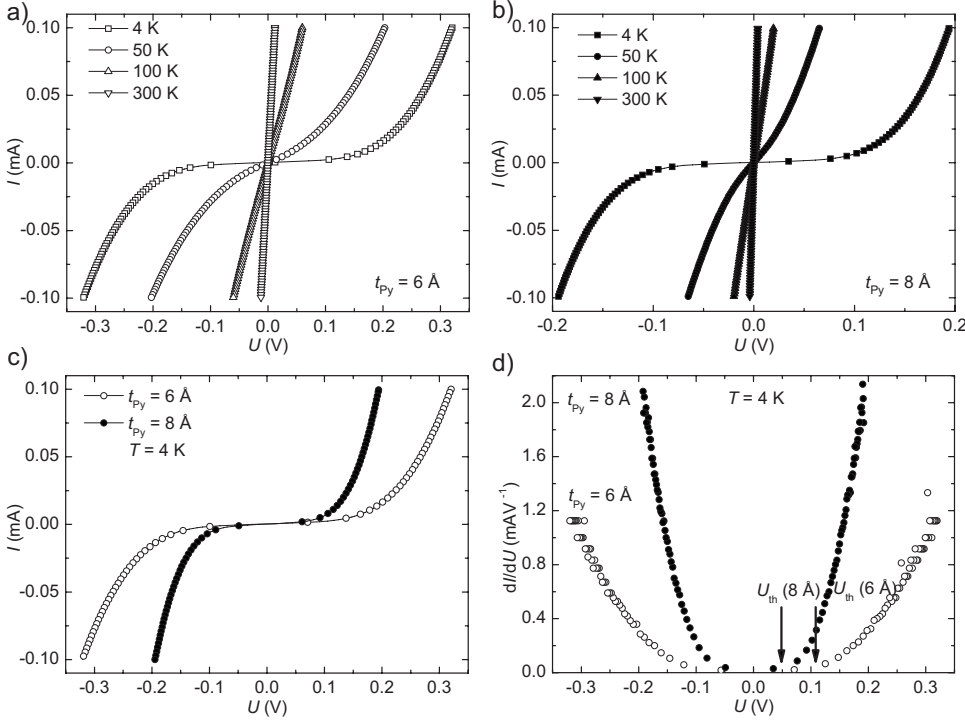 a)
4 K
50 K
100 K
300 K
I (mA)
0.10
0.05
0.00
-0.05
-0.10
t_Py = 6 Å
-0.3 -0.2 -0.1 0.0 0.1 0.2 0.3
U (V)
b)
4 K
50 K
100 K
300 K
I (mA)
0.10
0.05
0.00
-0.05
-0.10
t_Py = 8 Å
-0.2 -0.1 0.0 0.1 0.2
U (V)
c)
t_Py = 6 Å
t_Py = 8 Å
T = 4 K
I (mA)
0.10
0.05
0.00
-0.05
-0.10
-0.3 -0.2 -0.1 0.0 0.1 0.2 0.3
U (V)
d)
t_Py = 8 Å
T = 4 K
t_Py = 6 Å
U_th (8 Å)
U_th (6 Å)
dI/dU (mAV⁻¹)
2.0
1.6
1.2
0.8
0.4
0.0
-0.3 -0.2 -0.1 0.0 0.1 0.2 0.3
U (V)